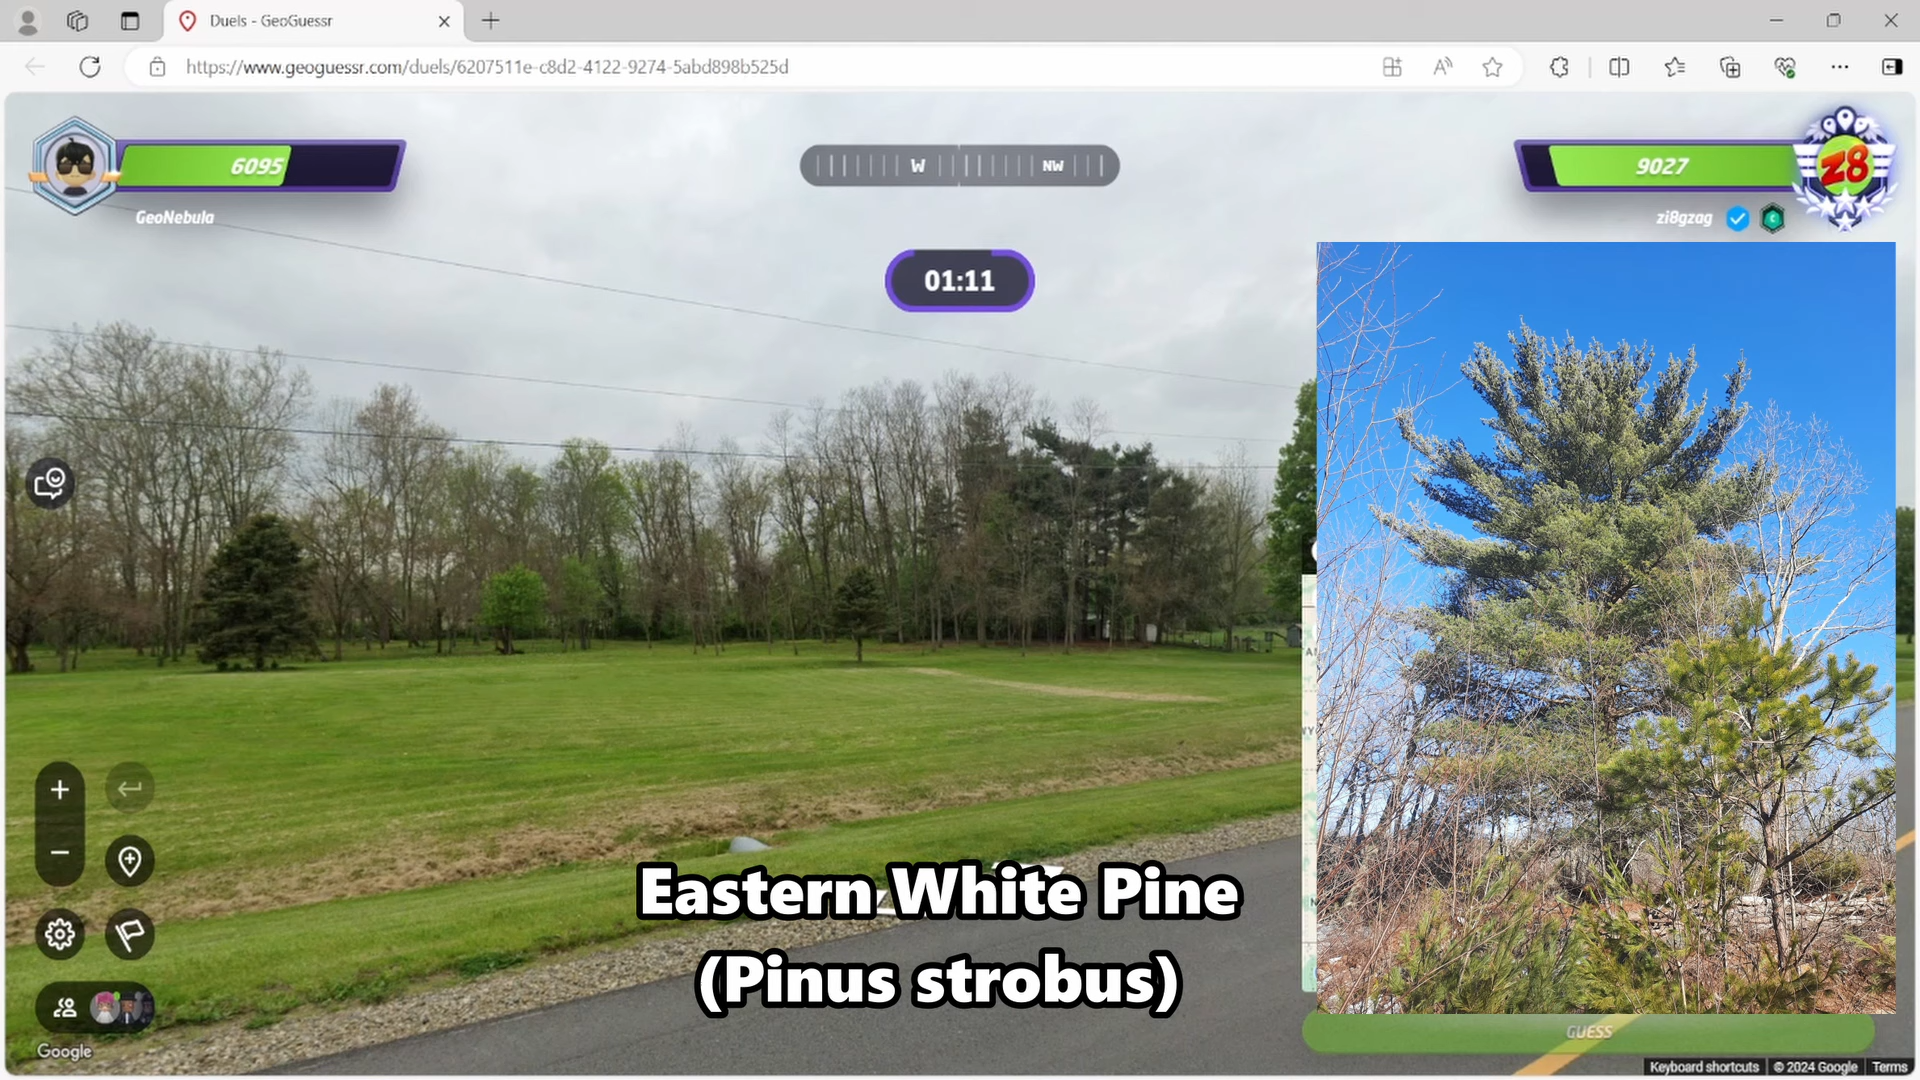 Duels - GeoGuessr
https://www.geoguessr.com/duels/6207511e-c8d2-4122-9274-5abd898b525d
6095
W
NW
9027
Z8
GeoNebula
zi8gzag
01:11
Eastern White Pine
(Pinus strobus)
GUESS
Google
Keyboard shortcuts
© 2024 Google
Terms